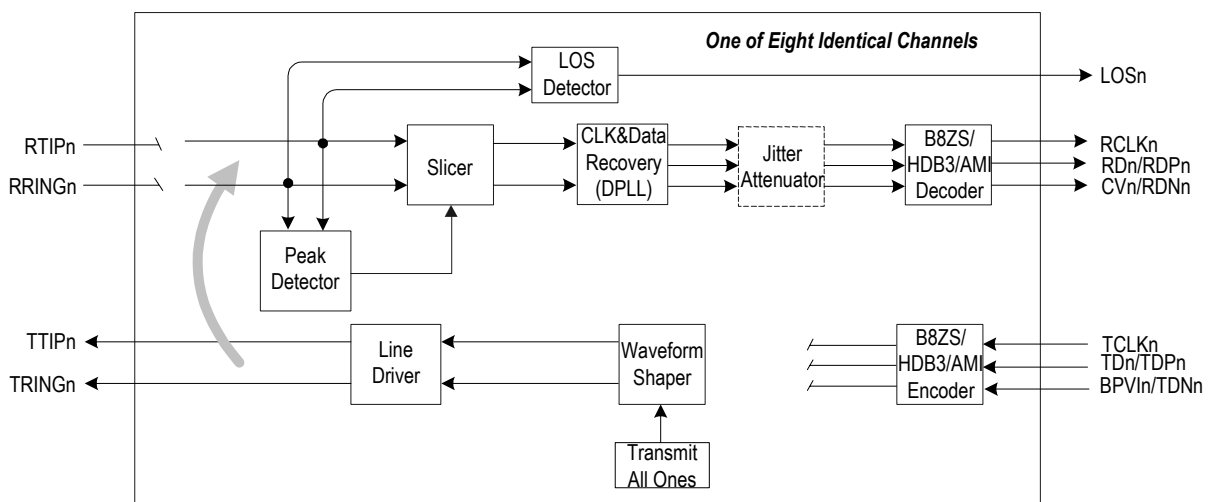 One of Eight Identical Channels
LOS
Detector
LOSn
RTIPn
RRINGn
Slicer
CLK&Data
Recovery
(DPLL)
Jitter
Attenuator
B8ZS/
HDB3/AMI
Decoder
RCLKn
RDn/RDPn
CVn/RDNn
Peak
Detector
TTIPn
TRINGn
Line
Driver
Waveform
Shaper
B8ZS/
HDB3/AMI
Encoder
TCLKn
TDn/TDPn
BPVIn/TDNn
Transmit
All Ones